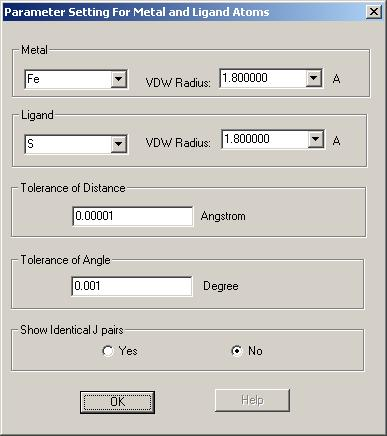 Parameter Setting For Metal and Ligand Atoms
Metal
Fe VDW Radius: 1.800000 A
Ligand
S VDW Radius: 1.800000 A
Tolerance of Distance
0.00001 Angstrom
Tolerance of Angle
0.001 Degree
Show Identical J pairs
Yes No
OK Help